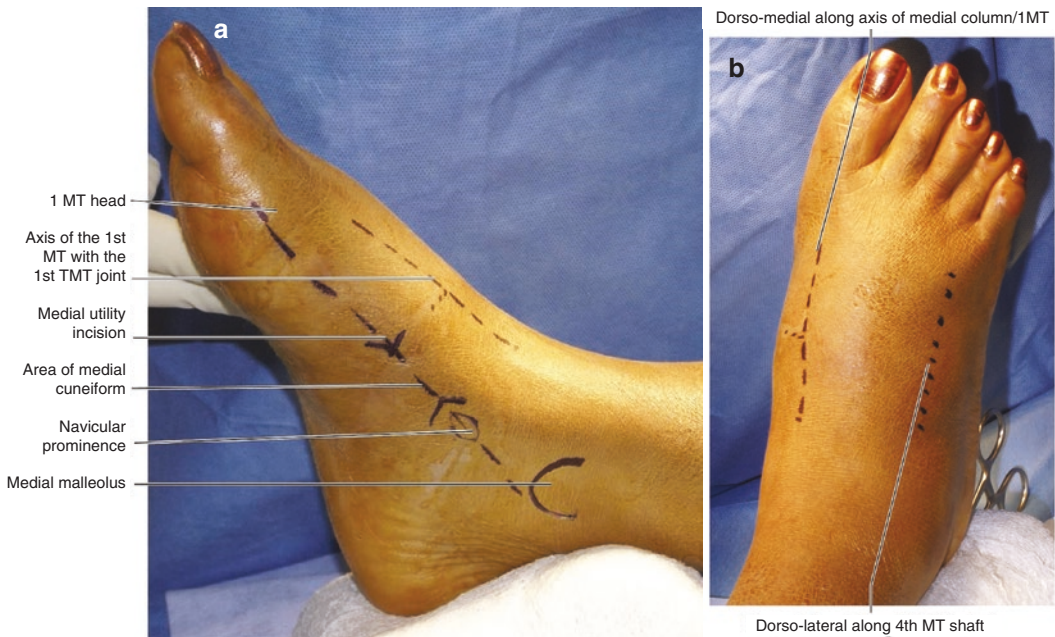 a
1 MT head
Axis of the 1st
MT with the
1st TMT joint
Medial utility
incision
Area of medial
cuneiform
Navicular
prominence
Medial malleolus
Dorso-medial along axis of medial column/1MT
b
Dorso-lateral along 4th MT shaft